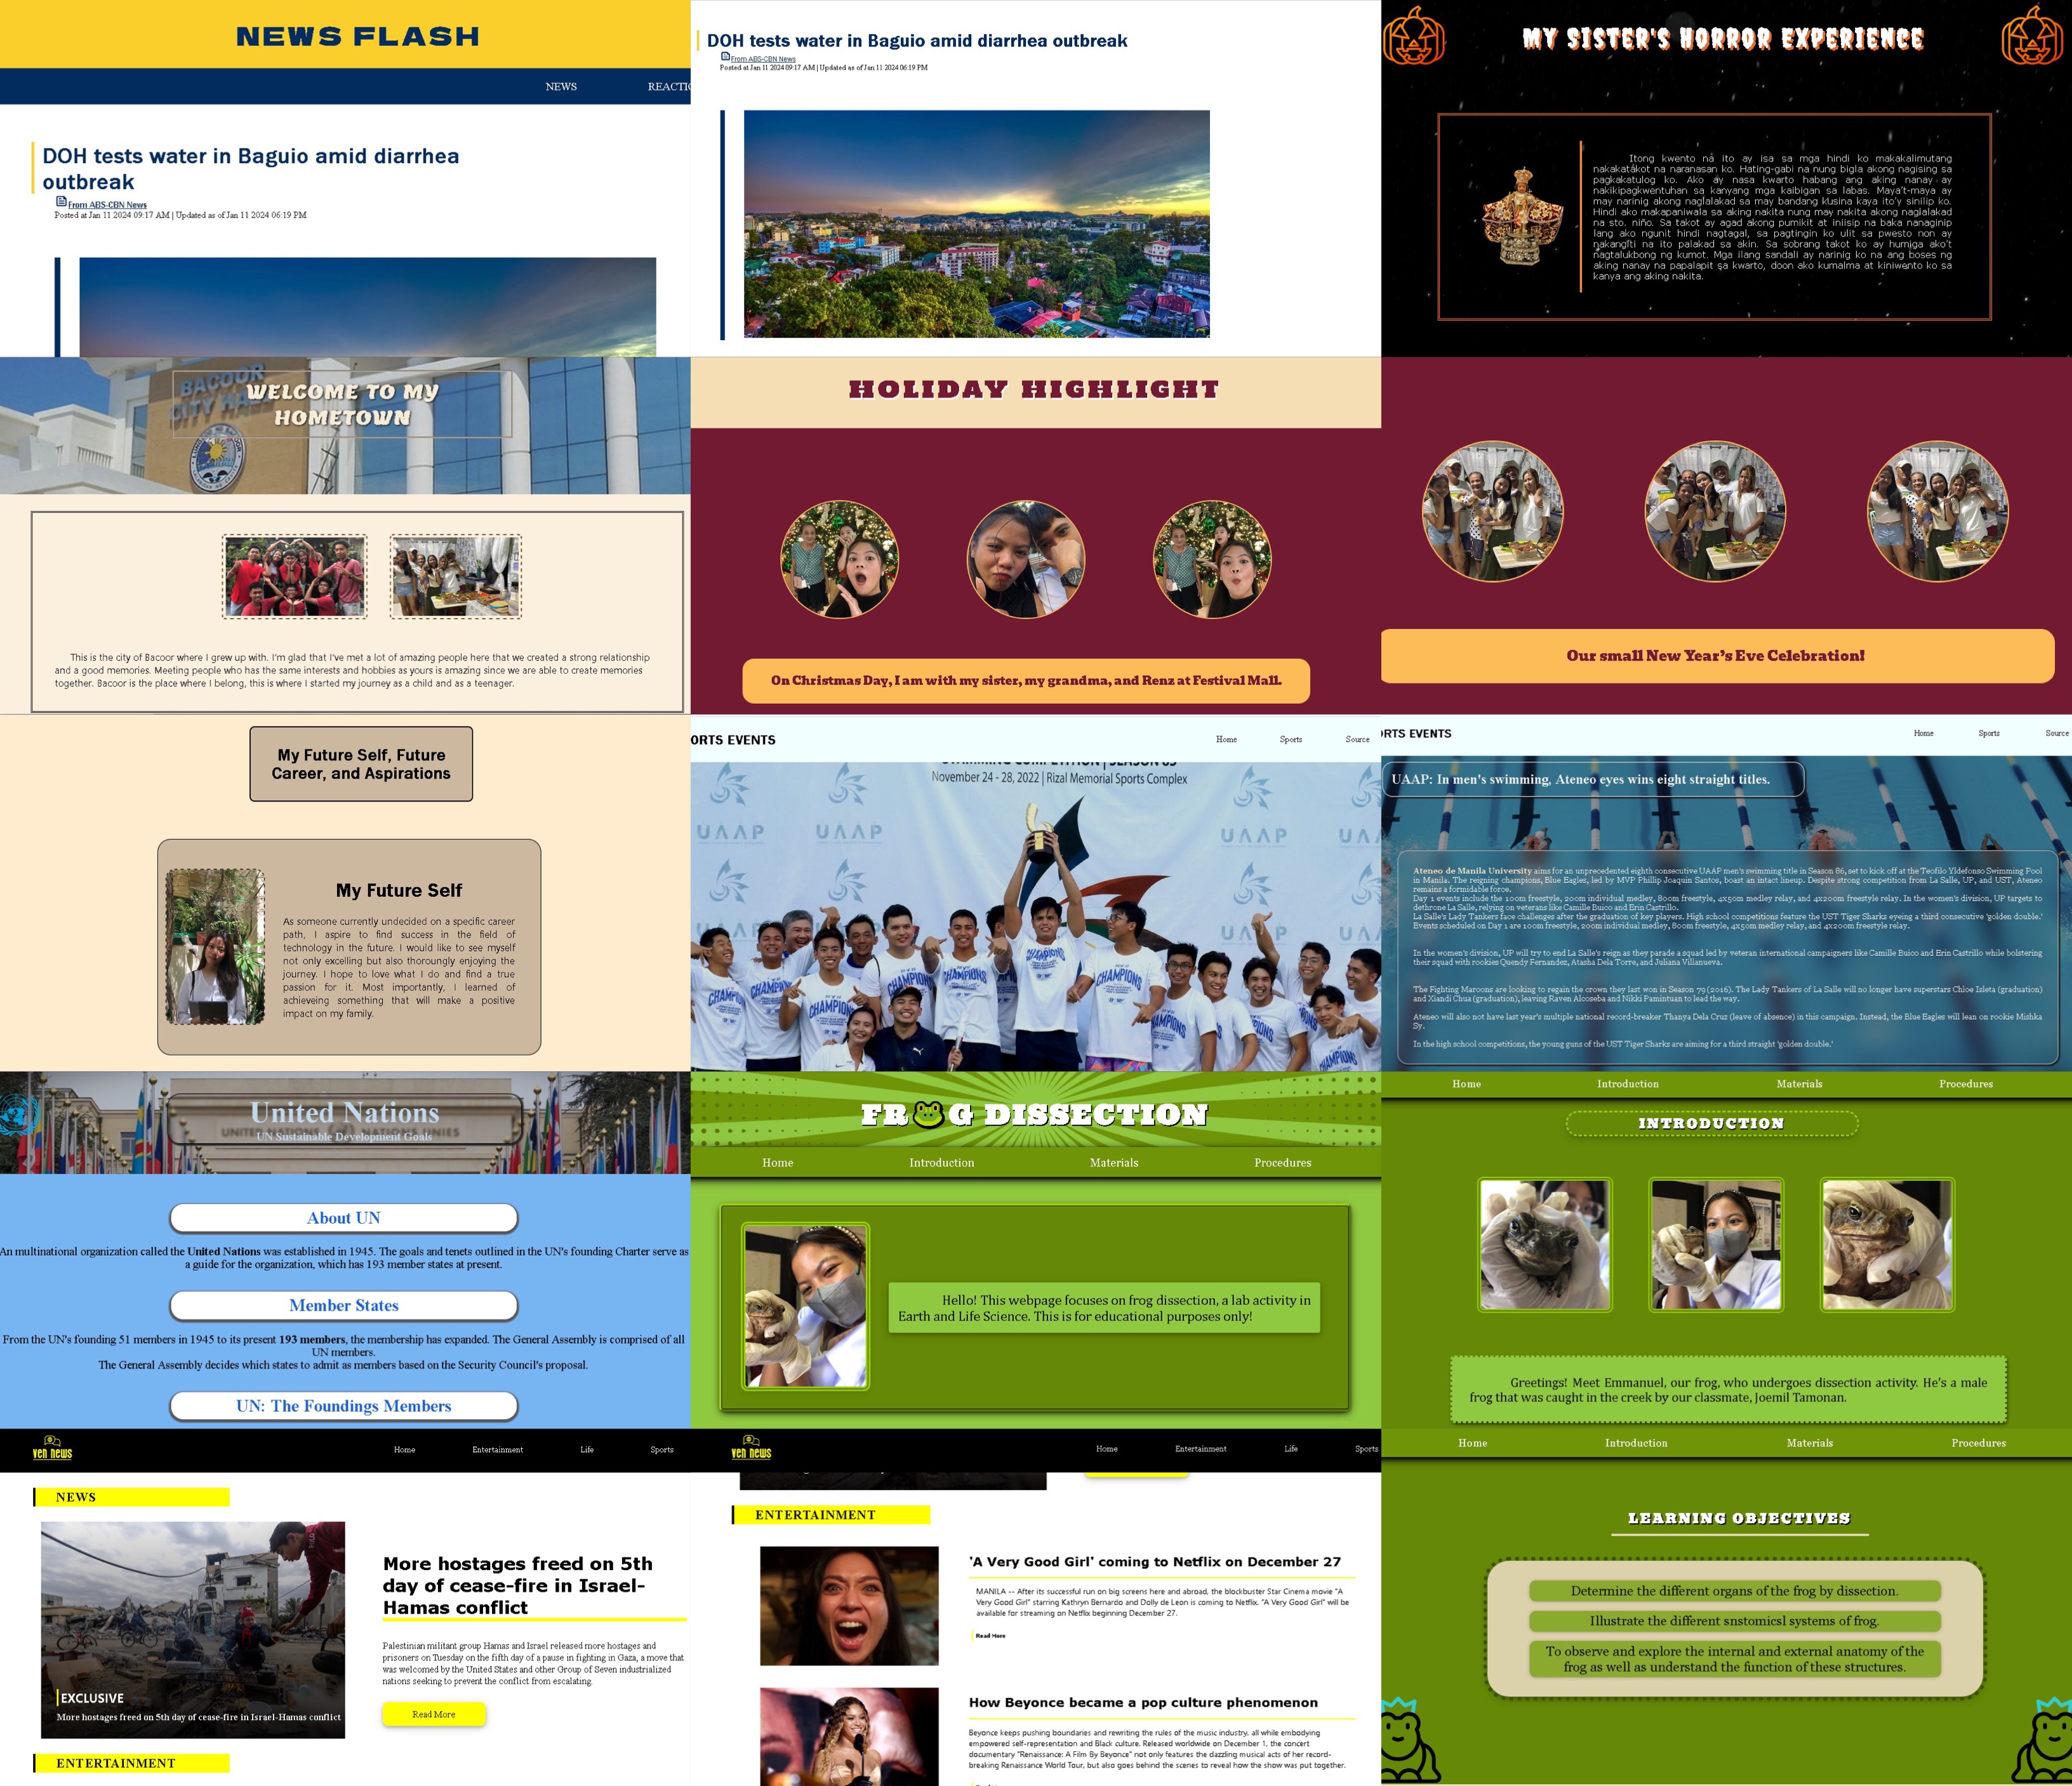 NEWS FLASH
NEWS REACTIO
DOH tests water in Baguio amid diarrhea
outbreak
From ABS-CBN News
Posted at Jan 11 2024 09:17 AM | Updated as of Jan 11 2024 06:19 PM
DOH tests water in Baguio amid diarrhea outbreak
From ABS-CBN News
Posted at Jan 11 2024 09:17 AM | Updated as of Jan 11 2024 06:19 PM
MY SISTER'S HORROR EXPERIENCE
Itong kwento na ito ay isa sa mga hindi ko makakalimutang
nakakatakot na naranasan ko. Hating-gabi na nung bigla akong nagising sa
pagkakatulog ko. Ako ay nasa kwarto habang ang aking nanay ay
nakikipagkwentuhan sa kanyang mga kaibigan sa labas. Maya't-maya ay
may narinig akong naglalakad sa may bandang kusina kaya ito'y sinilip ko.
Hindi ako makapaniwala sa aking nakita nung may nakita akong naglalakad
na sto. niño. Sa takot ay agad akong pumikit at iniisip na baka nanaginip
lang ako ngunit hindi nagtagal, sa pagtingin ko ulit sa pwesto non ay
nakangiti na ito palakad sa akin. Sa sobrang takot ko ay humiga ako't
nagtalukbong ng kumot. Mga ilang sandali ay narinig ko na ang boses ng
aking nanay na papalapit sa kwarto, doon ako kumalma at kiniwento ko sa
kanya ang aking nakita.
BACOOR
CITY HA
WELCOME TO MY
HOMETOWN
This is the city of Bacoor where I grew up with. I'm glad that I've met a lot of amazing people here that we created a strong relationship
and a good memories. Meeting people who has the same interests and hobbies as yours is amazing since we are able to create memories
together. Bacoor is the place where I belong, this is where I started my journey as a child and as a teenager.
HOLIDAY HIGHLIGHT
On Christmas Day, I am with my sister, my grandma, and Renz at Festival Mall.
Our small New Year's Eve Celebration!
My Future Self, Future
Career, and Aspirations
My Future Self
As someone currently undecided on a specific career
path, I aspire to find success in the field of
technology in the future. I would like to see myself
not only excelling but also thoroughly enjoying the
journey. I hope to love what I do and find a true
passion for it. Most importantly, I learned of
achieveing something that will make a positive
impact on my family.
ORTS EVENTS
Home Sports Source
November 24 - 28, 2022 | Rizal Memorial Sports Complex
UAAP UAAP UAAP UA
CHAMPIONS
ORTS EVENTS
Home Sports Source
UAAP: In men's swimming, Ateneo eyes wins eight straight titles.
Ateneo de Manila University aims for an unprecedented eighth consecutive UAAP men's swimming title in Season 86, set to kick off at the Teofilo Yldefonso Swimming Pool
in Manila. The reigning champions, Blue Eagles, led by MVP Phillip Joaquin Santos, boast an intact lineup. Despite strong competition from La Salle, UP, and UST, Ateneo
remains a formidable force.
Day 1 events include the 100m freestyle, 200m individual medley, 800m freestyle, 4x50m medley relay, and 4x200m freestyle relay. In the women's division, UP targets to
dethrone La Salle, relying on veterans like Camille Buico and Erin Castrillo.
La Salle's Lady Tankers face challenges after the graduation of key players. High school competitions feature the UST Tiger Sharks eyeing a third consecutive 'golden double.'
Events scheduled on Day 1 are 100m freestyle, 200m individual medley, 800m freestyle, 4x50m medley relay, and 4x200m freestyle relay.
In the women's division, UP will try to end La Salle's reign as they parade a squad led by veteran international campaigners like Camille Buico and Erin Castrillo while bolstering
their squad with rookies Quendy Fernandez, Atasha Dela Torre, and Juliana Villanueva.
The Fighting Maroons are looking to regain the crown they last won in Season 79 (2016). The Lady Tankers of La Salle will no longer have superstars Chloe Isleta (graduation)
and Xiandi Chua (graduation), leaving Raven Alcoseba and Nikki Pamintuan to lead the way.
Ateneo will also not have last year's multiple national record-breaker Thanya Dela Cruz (leave of absence) in this campaign. Instead, the Blue Eagles will lean on rookie Mishka
Sy.
In the high school competitions, the young guns of the UST Tiger Sharks are aiming for a third straight 'golden double.'
United Nations
UN Sustainable Development Goals
About UN
An multinational organization called the United Nations was established in 1945. The goals and tenets outlined in the UN's founding Charter serve as
a guide for the organization, which has 193 member states at present.
Member States
From the UN's founding 51 members in 1945 to its present 193 members, the membership has expanded. The General Assembly is comprised of all
UN members.
The General Assembly decides which states to admit as members based on the Security Council's proposal.
UN: The Foundings Members
FR G DISSECTION
Home Introduction Materials Procedures
Hello! This webpage focuses on frog dissection, a lab activity in
Earth and Life Science. This is for educational purposes only!
Home Introduction Materials Procedures
INTRODUCTION
Greetings! Meet Emmanuel, our frog, who undergoes dissection activity. He's a male
frog that was caught in the creek by our classmate, Joemil Tamonan.
ven news
Home Entertainment Life Sports
NEWS
EXCLUSIVE
More hostages freed on 5th day of cease-fire in Israel-Hamas conflict
More hostages freed on 5th
day of cease-fire in Israel-
Hamas conflict
Palestinian militant group Hamas and Israel released more hostages and
prisoners on Tuesday on the fifth day of a pause in fighting in Gaza, a move that
was welcomed by the United States and other Group of Seven industrialized
nations seeking to prevent the conflict from escalating.
Read More
ENTERTAINMENT
ven news
Home Entertainment Life Sports
ENTERTAINMENT
'A Very Good Girl' coming to Netflix on December 27
MANILA -- After its successful run on big screens here and abroad, the blockbuster Star Cinema movie "A
Very Good Girl" starring Kathryn Bernardo and Dolly de Leon is coming to Netflix. "A Very Good Girl" will be
available for streaming on Netflix beginning December 27.
Read More
How Beyonce became a pop culture phenomenon
Beyonce keeps pushing boundaries and rewriting the rules of the music industry, all while embodying
empowered self-representation and Black culture. Released worldwide on December 1, the concert
documentary "Renaissance: A Film By Beyonce" not only features the dazzling musical acts of her record-
breaking Renaissance World Tour, but also goes behind the scenes to reveal how the show was put together.
Home Introduction Materials Procedures
LEARNING OBJECTIVES
Determine the different organs of the frog by dissection.
Illustrate the different snstomicsl systems of frog.
To observe and explore the internal and external anatomy of the
frog as well as understand the function of these structures.